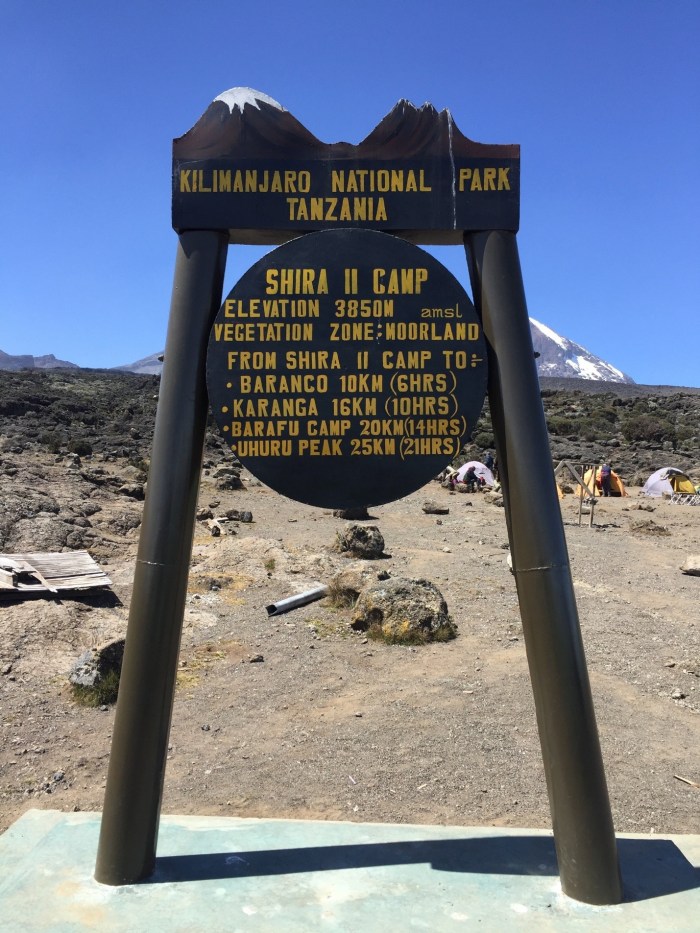 KILIMANJARO NATIONAL PARK
TANZANIA
SHIRA II CAMP
ELEVATION 3850M amsl
VEGETATION ZONE: MOORLAND
FROM SHIRA II CAMP TO:-
• BARANCO 10KM (6HRS)
• KARANGA 16KM (10HRS)
• BARAFU CAMP 20KM (14HRS)
• UHURU PEAK 25KM (21HRS)